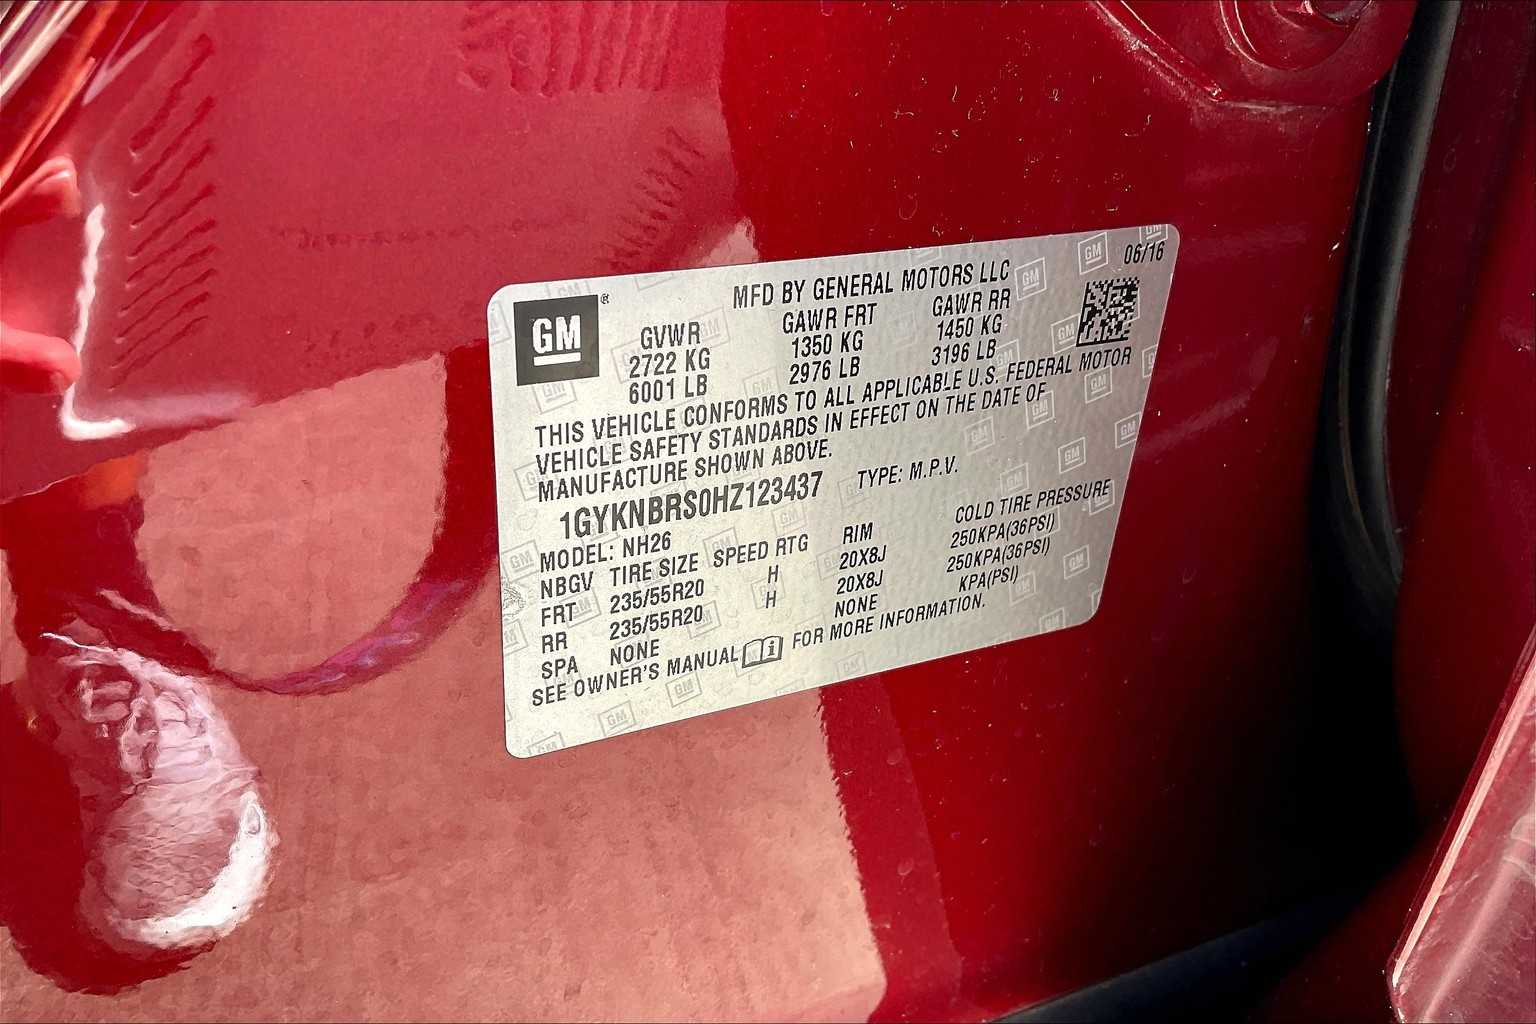 GM®
MFD BY GENERAL MOTORS LLC 06/16
GVWR GAWR FRT GAWR RR
2722 KG 1350 KG 1450 KG
6001 LB 2976 LB 3196 LB
THIS VEHICLE CONFORMS TO ALL APPLICABLE U.S. FEDERAL MOTOR
VEHICLE SAFETY STANDARDS IN EFFECT ON THE DATE OF
MANUFACTURE SHOWN ABOVE.
1GYKNBRS0HZ123437 TYPE: M.P.V.
MODEL: NH26
NBGV TIRE SIZE SPEED RTG RIM COLD TIRE PRESSURE
FRT 235/55R20 H 20X8J 250KPA(36PSI)
RR 235/55R20 H 20X8J 250KPA(36PSI)
SPA NONE NONE KPA(PSI)
SEE OWNER'S MANUAL i FOR MORE INFORMATION.